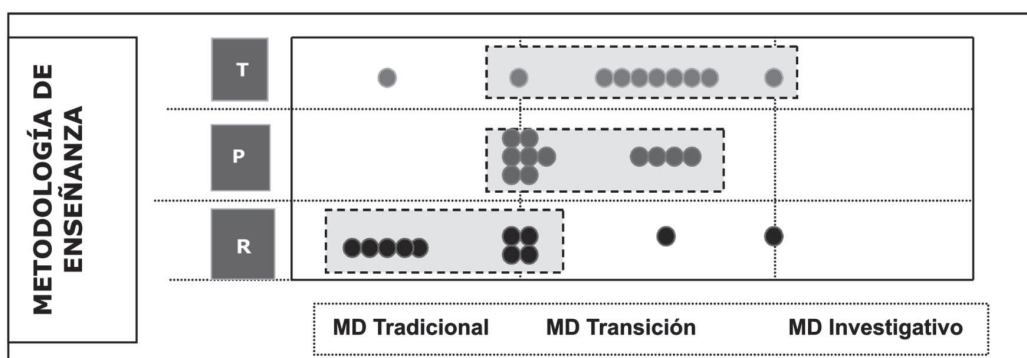 METODOLOGÍA DE
ENSEÑANZA
T
P
R
MD Tradicional MD Transición MD Investigativo